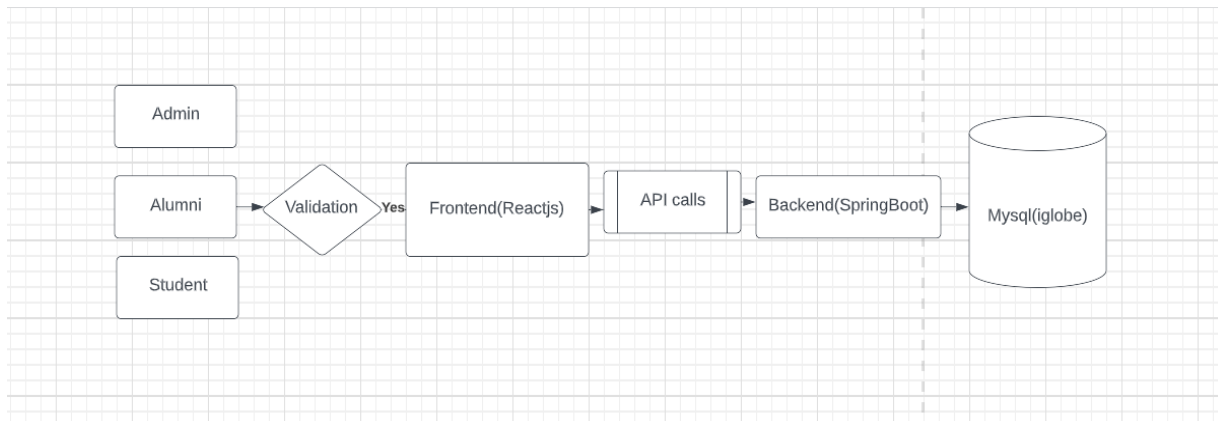 Admin
Alumni
Student
Validation
Yes
Frontend(Reactjs)
API calls
Backend(SpringBoot)
Mysql(iglobe)